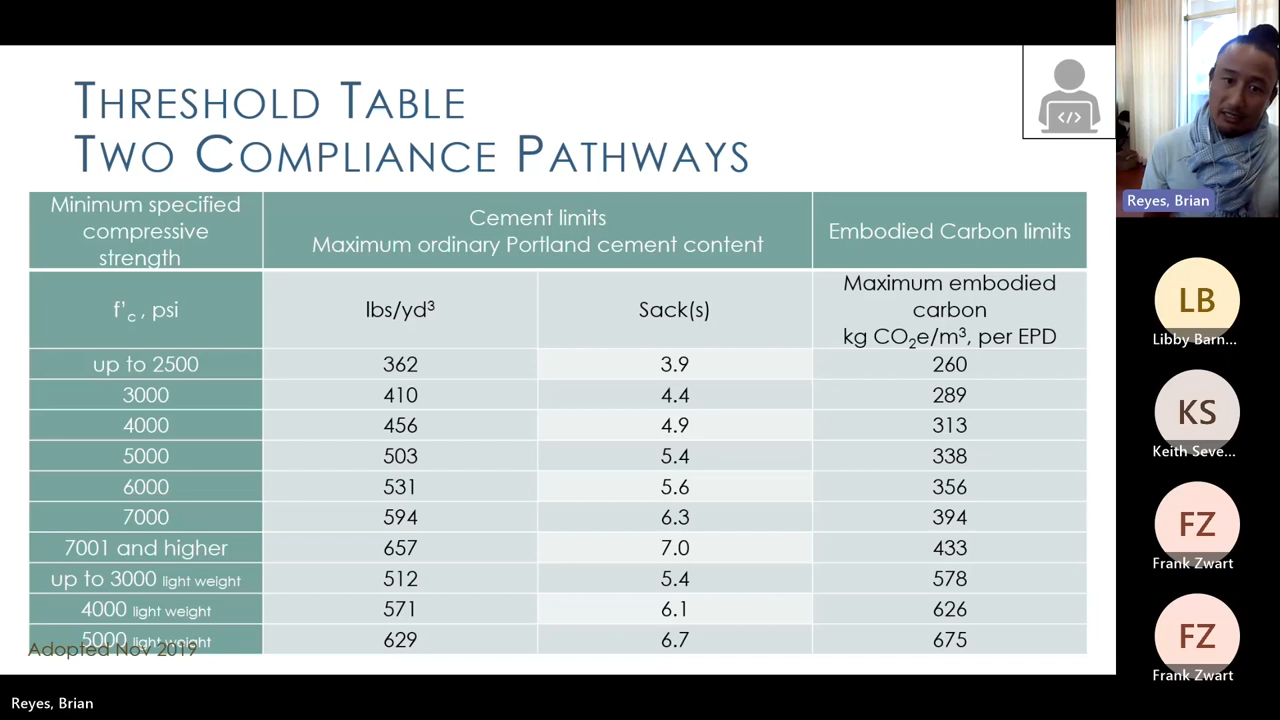 THRESHOLD TABLE
TWO COMPLIANCE PATHWAYS
Minimum specified
compressive
strength
Cement limits
Maximum ordinary Portland cement content
Embodied Carbon limits
f'c , psi
lbs/yd³
Sack(s)
Maximum embodied
carbon
kg CO₂e/m³, per EPD
up to 2500 362 3.9 260
3000 410 4.4 289
4000 456 4.9 313
5000 503 5.4 338
6000 531 5.6 356
7000 594 6.3 394
7001 and higher 657 7.0 433
up to 3000 light weight 512 5.4 578
4000 light weight 571 6.1 626
5000 light weight 629 6.7 675
Adopted Nov 2019
</>
Reyes, Brian
LB
Libby Barn...
KS
Keith Seve...
FZ
Frank Zwart
FZ
Frank Zwart
Reyes, Brian